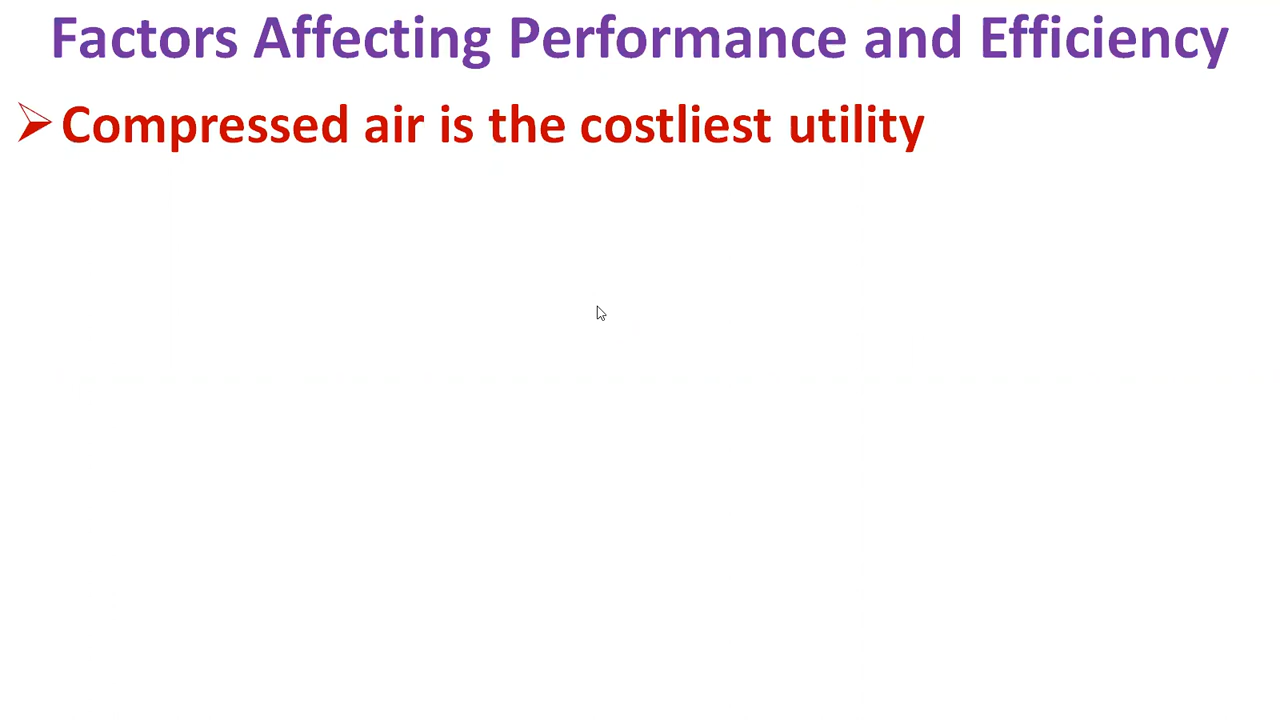 Factors Affecting Performance and Efficiency
Compressed air is the costliest utility